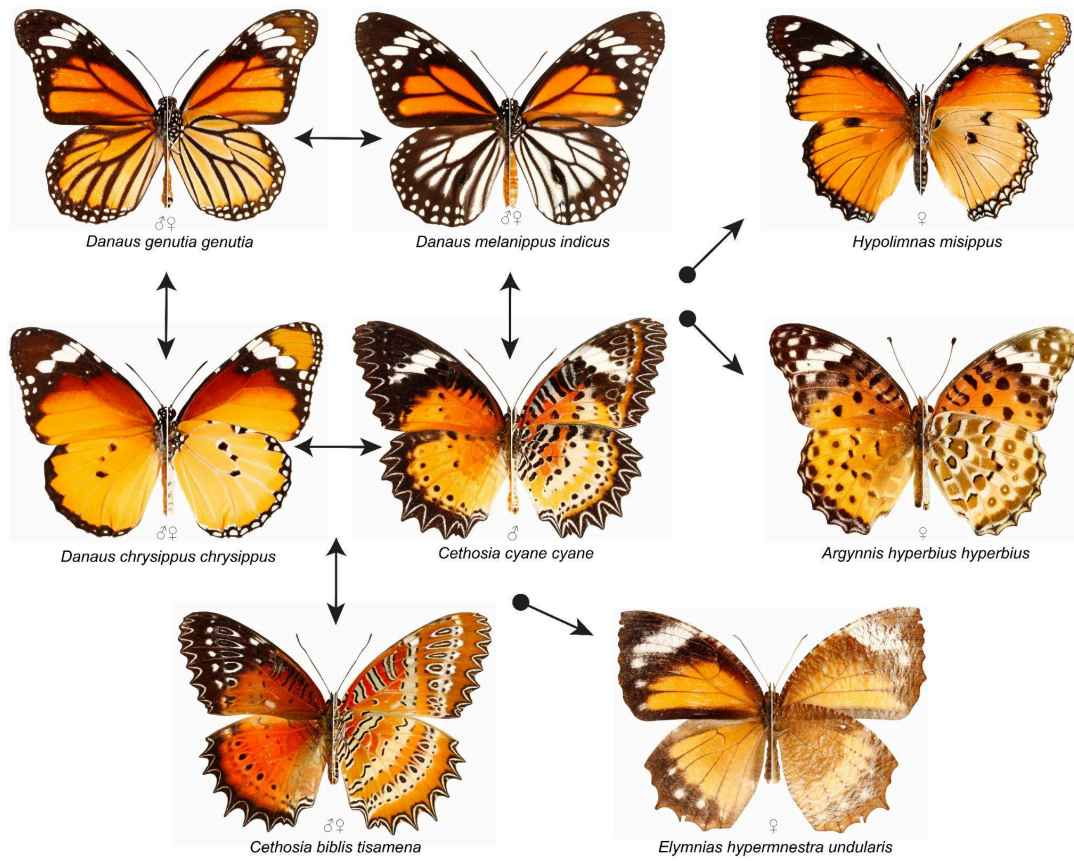 ♂♀
Danaus genutia genutia
♂♀
Danaus melanippus indicus
♀
Hypolimnas misippus
♂♀
Danaus chrysippus chrysippus
♂
Cethosia cyane cyane
♀
Argynnis hyperbius hyperbius
♂♀
Cethosia biblis tisamena
♀
Elymnias hypermnestra undularis